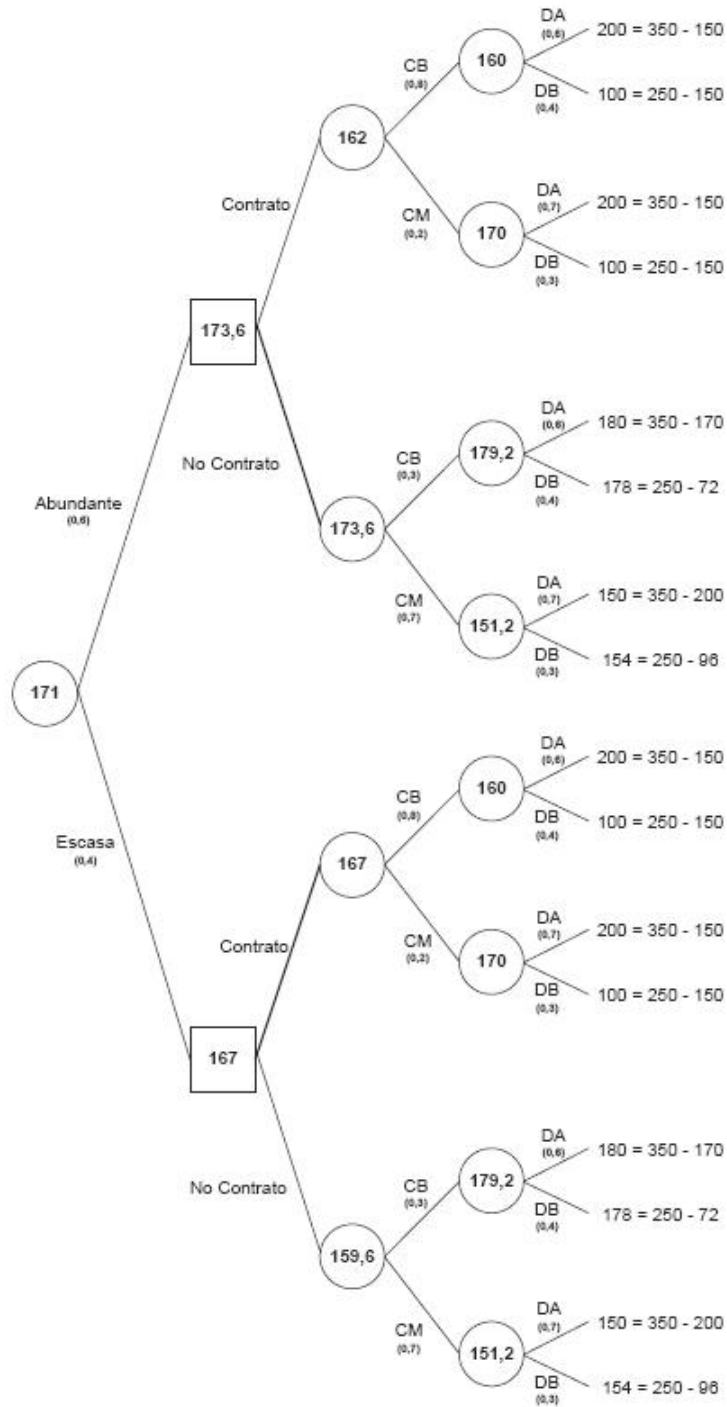 DA
(0,6)
200 = 350 - 150
160
CB
(0,8)
DB
(0,4)
100 = 250 - 150
162
DA
(0,7)
200 = 350 - 150
Contrato
CM
(0,2)
170
DB
(0,3)
100 = 250 - 150
173,6
DA
(0,6)
180 = 350 - 170
No Contrato
CB
(0,3)
179,2
DB
(0,4)
178 = 250 - 72
Abundante
(0,6)
173,6
DA
(0,7)
150 = 350 - 200
CM
(0,7)
151,2
DB
(0,3)
154 = 250 - 96
171
DA
(0,6)
200 = 350 - 150
CB
(0,8)
160
DB
(0,4)
100 = 250 - 150
Escasa
(0,4)
167
DA
(0,7)
200 = 350 - 150
Contrato
CM
(0,2)
170
DB
(0,3)
100 = 250 - 150
167
DA
(0,6)
180 = 350 - 170
No Contrato
CB
(0,3)
179,2
DB
(0,4)
178 = 250 - 72
159,6
DA
(0,7)
150 = 350 - 200
CM
(0,7)
151,2
DB
(0,3)
154 = 250 - 96